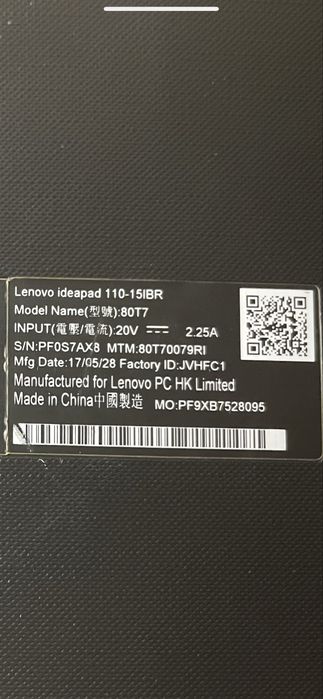 Lenovo ideapad 110-15IBR
Model Name(型號):80T7
INPUT(電壓/電流):20V ⎓ 2.25A
S/N:PF0S7AX8 MTM:80T70079RI
Mfg Date:17/05/28 Factory ID:JVHFC1
Manufactured for Lenovo PC HK Limited
Made in China中國製造 MO:PF9XB7528095